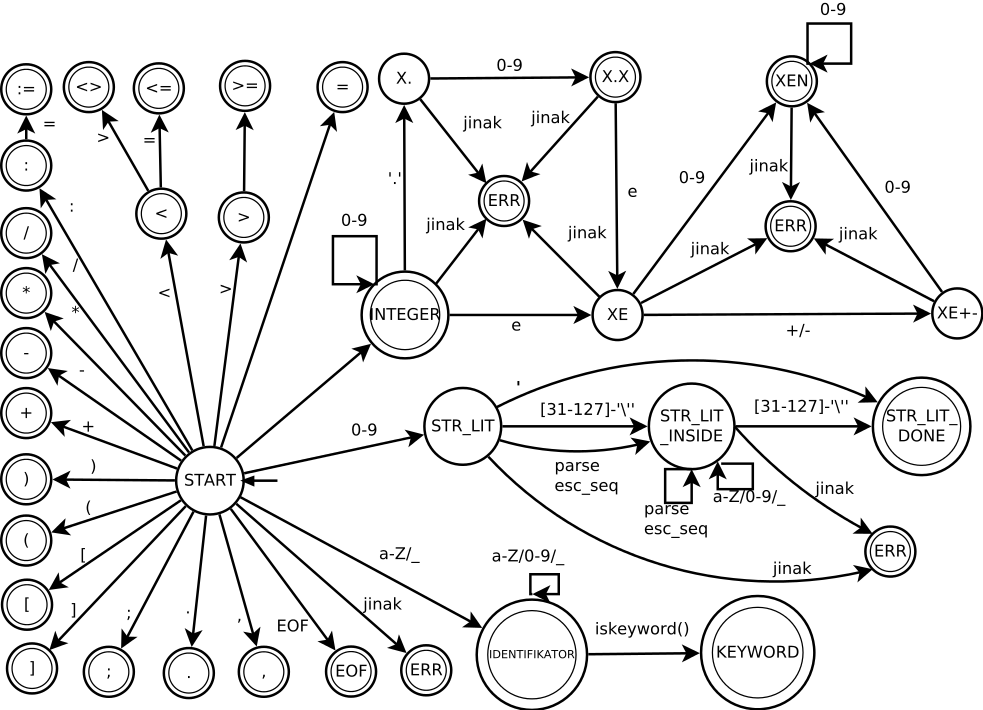 0-9
0-9
:=
<>
<=
>=
=
X.
X.X
XEN
=
>
=
jinak
jinak
:
'.'
ERR
e
0-9
jinak
0-9
:
<
>
0-9
jinak
jinak
ERR
jinak
jinak
/
/
*
<
>
*
INTEGER
e
XE
+/-
XE+-
-
-
'
+
+
0-9
STR_LIT
[31-127]-'\''
STR_LIT
_INSIDE
[31-127]-'\''
STR_LIT_
DONE
)
)
START
parse
esc_seq
a-Z/0-9/_
jinak
(
(
parse
esc_seq
[
[
a-Z/_
a-Z/0-9/_
jinak
ERR
]
;
.
,
EOF
jinak
]
;
.
,
EOF
ERR
IDENTIFIKATOR
iskeyword()
KEYWORD